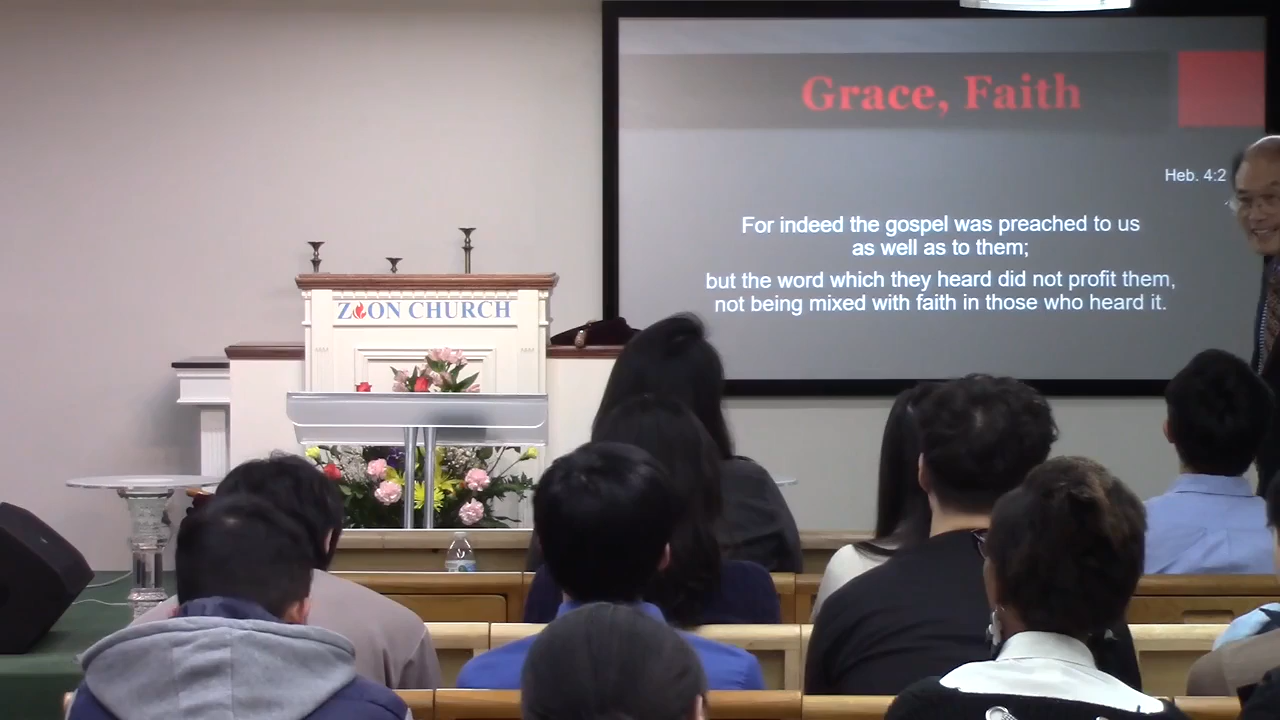 Grace, Faith
Heb. 4:2
For indeed the gospel was preached to us
as well as to them;
but the word which they heard did not profit them,
not being mixed with faith in those who heard it.
ZION CHURCH